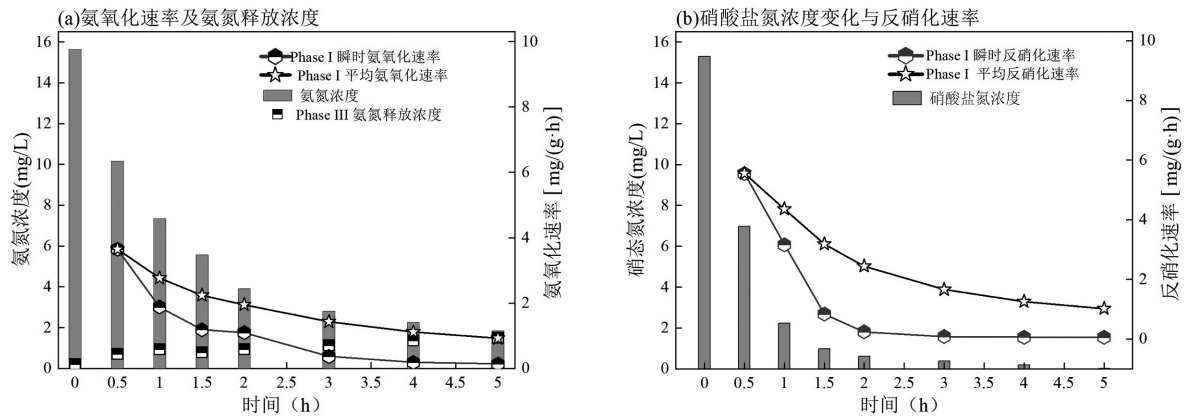 (a)氨氧化速率及氨氮释放浓度
16
14
12
10
8
6
4
2
0
氨氮浓度(mg/L)
Phase I 瞬时氨氧化速率
Phase I 平均氨氧化速率
氨氮浓度
Phase III 氨氮释放浓度
10
8
6
4
2
0
氨氧化速率 [ mg/(g·h) ]
0 0.5 1 1.5 2 2.5 3 3.5 4 4.5 5
时间（h）
(b)硝酸盐氮浓度变化与反硝化速率
16
14
12
10
8
6
4
2
0
硝态氮浓度(mg/L)
Phase I 瞬时反硝化速率
Phase I 平均反硝化速率
硝酸盐氮浓度
10
8
6
4
2
0
反硝化速率 [ mg/(g·h) ]
0 0.5 1 1.5 2 2.5 3 3.5 4 4.5 5
时间（h）